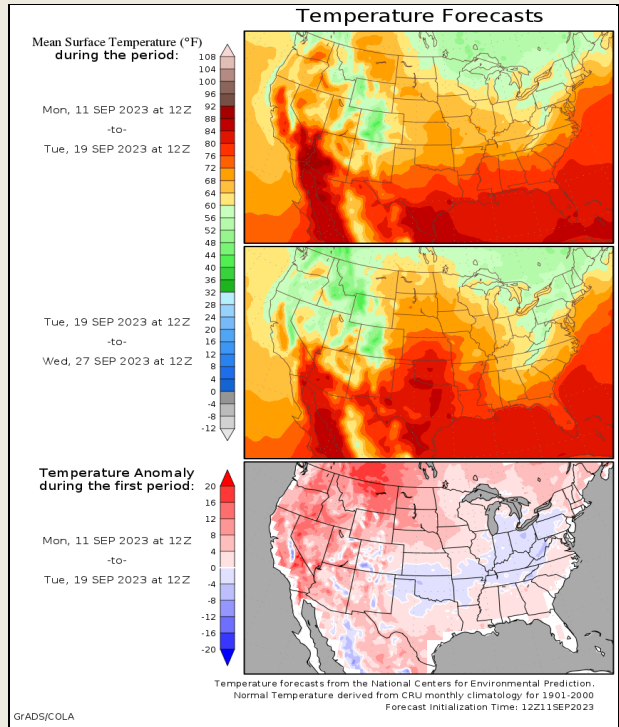 Temperature Forecasts
Mean Surface Temperature (°F)
during the period:
Mon, 11 SEP 2023 at 12Z
-to-
Tue, 19 SEP 2023 at 12Z
108
104
100
96
92
88
84
80
76
72
68
64
60
56
52
48
44
40
36
32
28
24
20
16
12
8
4
0
-4
-8
-12
Tue, 19 SEP 2023 at 12Z
-to-
Wed, 27 SEP 2023 at 12Z
Temperature Anomaly
during the first period:
Mon, 11 SEP 2023 at 12Z
-to-
Tue, 19 SEP 2023 at 12Z
20
16
12
8
4
0
-4
-8
-12
-16
-20
Temperature forecasts from the National Centers for Environmental Prediction.
Normal Temperature derived from CRU monthly climatology for 1901-2000
Forecast Initialization Time: 12Z11SEP2023
GrADS/COLA